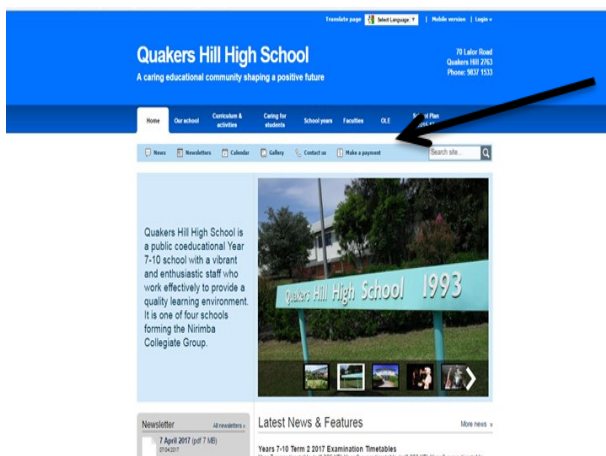 Translate page Select Language ▼ | Mobile version | Login
Quakers Hill High School
A caring educational community shaping a positive future
70 Lalor Road
Quakers Hill 2763
Phone: 9837 1533
Home Our school Curriculum & activities Caring for students School years Faculties OLE
Plan
News Newsletters Calendar Gallery Contact us Make a payment Search site...
Quakers Hill High School is
a public coeducational Year
7-10 school with a vibrant
and enthusiastic staff who
work effectively to provide a
quality learning environment.
It is one of four schools
forming the Nirimba
Collegiate Group.
Quakers Hill High School 1993
Newsletter All newsletters »
7 April 2017 (pdf 7 MB)
07/04/2017
Latest News & Features More news »
Years 7-10 Term 2 2017 Examination Timetables